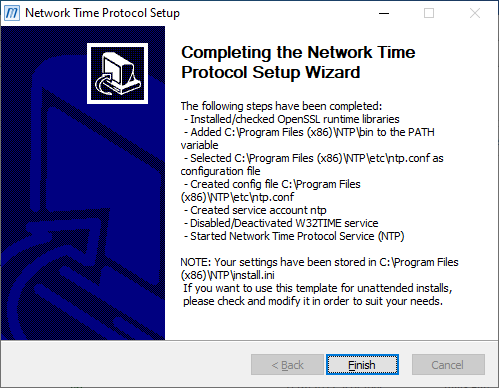 Network Time Protocol Setup
Completing the Network Time
Protocol Setup Wizard
The following steps have been completed:
- Installed/checked OpenSSL runtime libraries
- Added C:\Program Files (x86)\NTP\bin to the PATH
variable
- Selected C:\Program Files (x86)\NTP\etc\ntp.conf as
configuration file
- Created config file C:\Program Files
(x86)\NTP\etc\ntp.conf
- Created service account ntp
- Disabled/Deactivated W32TIME service
- Started Network Time Protocol Service (NTP)
NOTE: Your settings have been stored in C:\Program Files
(x86)\NTP\install.ini
If you want to use this template for unattended installs,
please check and modify it in order to suit your needs.
< Back
Finish
Cancel